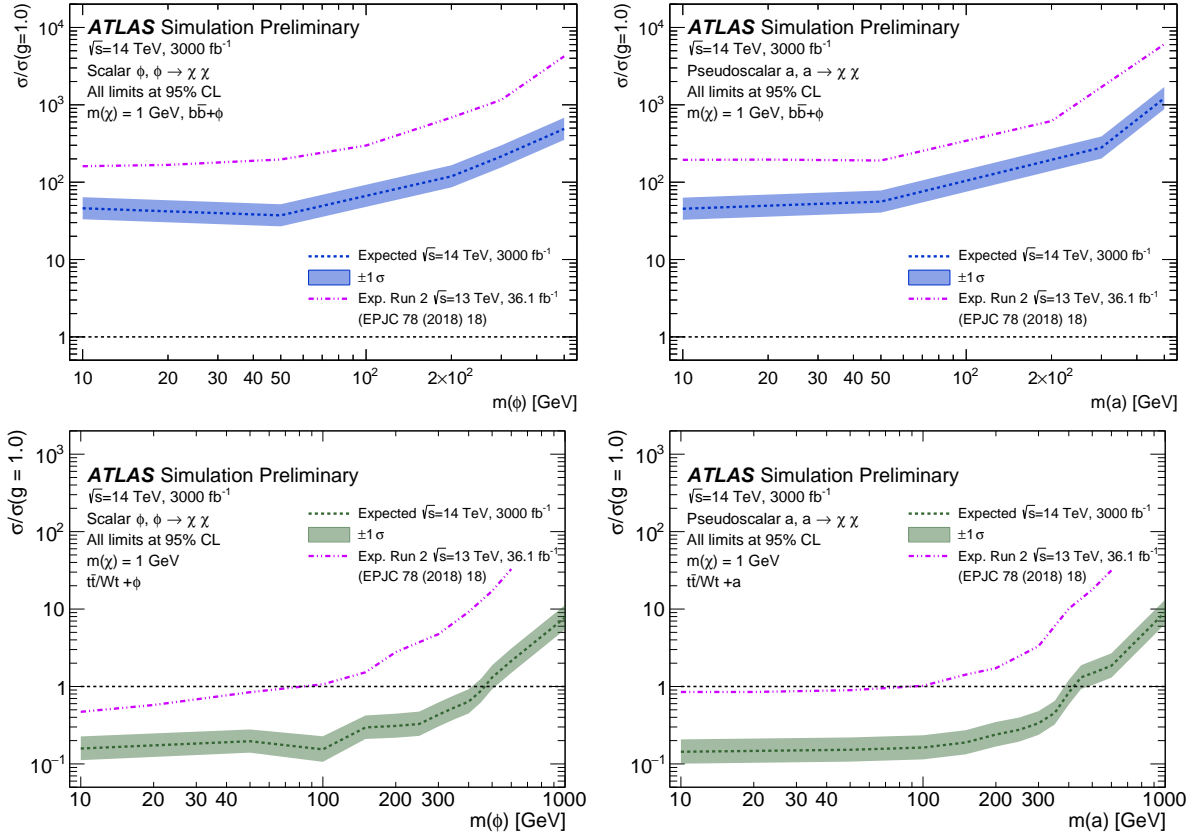 σ/σ(g=1.0)
10⁴
10³
10²
10
1
ATLAS Simulation Preliminary
√s=14 TeV, 3000 fb⁻¹
Scalar ϕ, ϕ → χ χ
All limits at 95% CL
m(χ) = 1 GeV, bb̄+ϕ
Expected √s=14 TeV, 3000 fb⁻¹
±1 σ
Exp. Run 2 √s=13 TeV, 36.1 fb⁻¹
(EPJC 78 (2018) 18)
10 20 30 40 50 10² 2×10²
m(ϕ) [GeV]
σ/σ(g=1.0)
10⁴
10³
10²
10
1
ATLAS Simulation Preliminary
√s=14 TeV, 3000 fb⁻¹
Pseudoscalar a, a → χ χ
All limits at 95% CL
m(χ) = 1 GeV, bb̄+ϕ
Expected √s=14 TeV, 3000 fb⁻¹
±1 σ
Exp. Run 2 √s=13 TeV, 36.1 fb⁻¹
(EPJC 78 (2018) 18)
10 20 30 40 50 10² 2×10²
m(a) [GeV]
σ/σ(g = 1.0)
10³
10²
10
1
10⁻¹
ATLAS Simulation Preliminary
√s=14 TeV, 3000 fb⁻¹
Scalar ϕ, ϕ → χ χ
All limits at 95% CL
m(χ) = 1 GeV
tt̄/Wt +ϕ
Expected √s=14 TeV, 3000 fb⁻¹
±1 σ
Exp. Run 2 √s=13 TeV, 36.1 fb⁻¹
(EPJC 78 (2018) 18)
10 20 30 40 100 200 300 1000
m(ϕ) [GeV]
σ/σ(g = 1.0)
10³
10²
10
1
10⁻¹
ATLAS Simulation Preliminary
√s=14 TeV, 3000 fb⁻¹
Pseudoscalar a, a → χ χ
All limits at 95% CL
m(χ) = 1 GeV
tt̄/Wt +a
Expected √s=14 TeV, 3000 fb⁻¹
±1 σ
Exp. Run 2 √s=13 TeV, 36.1 fb⁻¹
(EPJC 78 (2018) 18)
10 20 30 40 100 200 300 1000
m(a) [GeV]